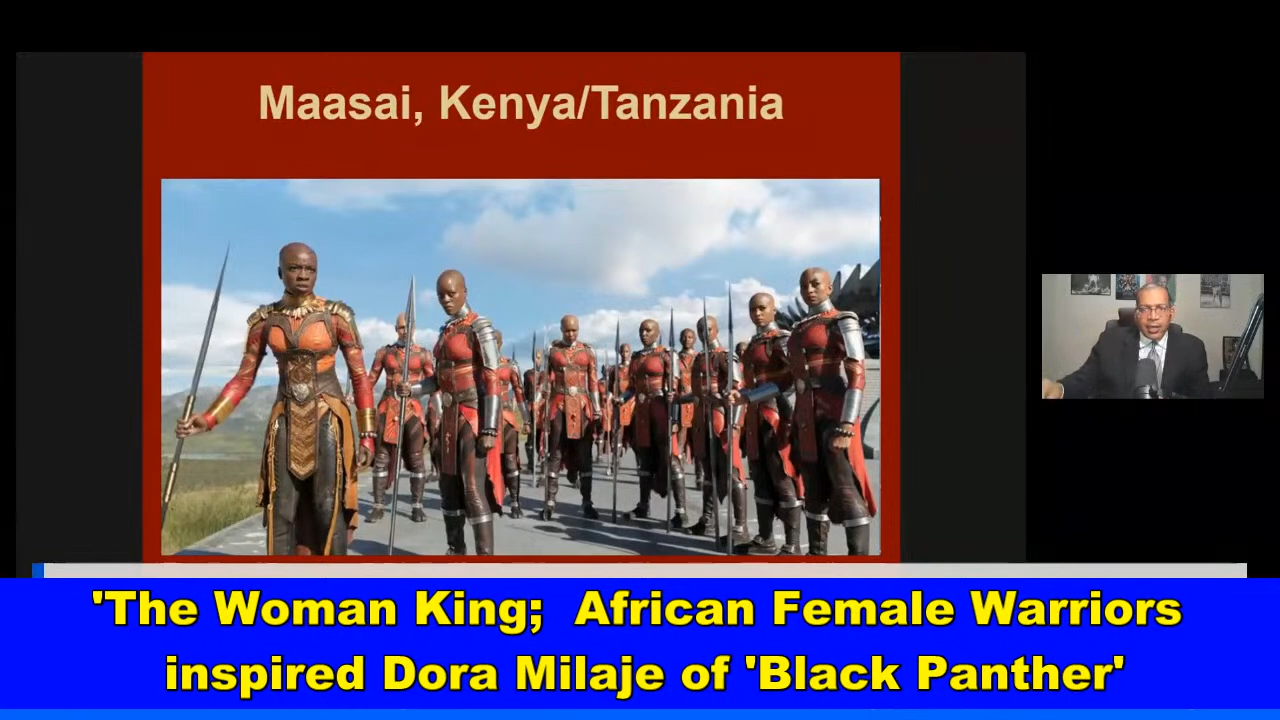 Maasai, Kenya/Tanzania
'The Woman King;  African Female Warriors
inspired Dora Milaje of 'Black Panther'